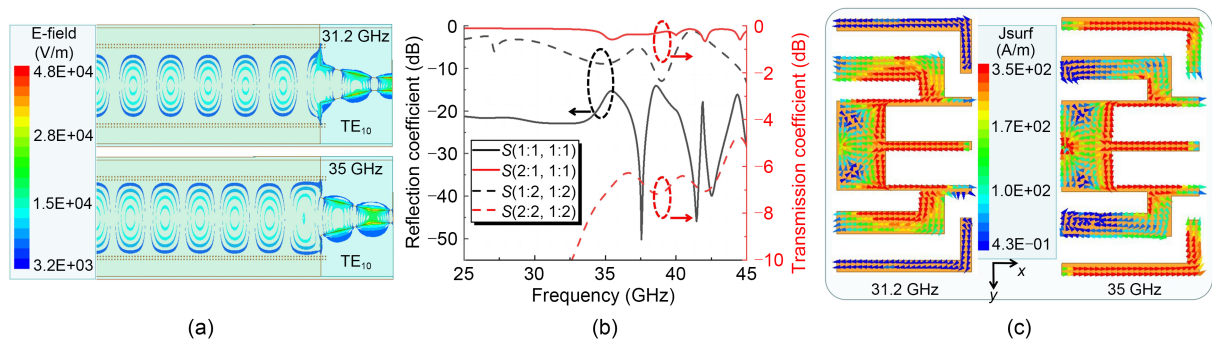 E-field
(V/m)
4.8E+04
2.8E+04
1.5E+04
3.2E+03
31.2 GHz
TE10
35 GHz
TE10
(a)
Reflection coefficient (dB)
0
−10
−20
−30
−40
−50
S(1:1, 1:1)
S(2:1, 1:1)
S(1:2, 1:2)
S(2:2, 1:2)
25 30 35 40 45
Frequency (GHz)
0
−2
−4
−6
−8
−10
Transmission coefficient (dB)
(b)
Jsurf
(A/m)
3.5E+02
1.7E+02
1.0E+02
4.3E−01
x
y
31.2 GHz
35 GHz
(c)